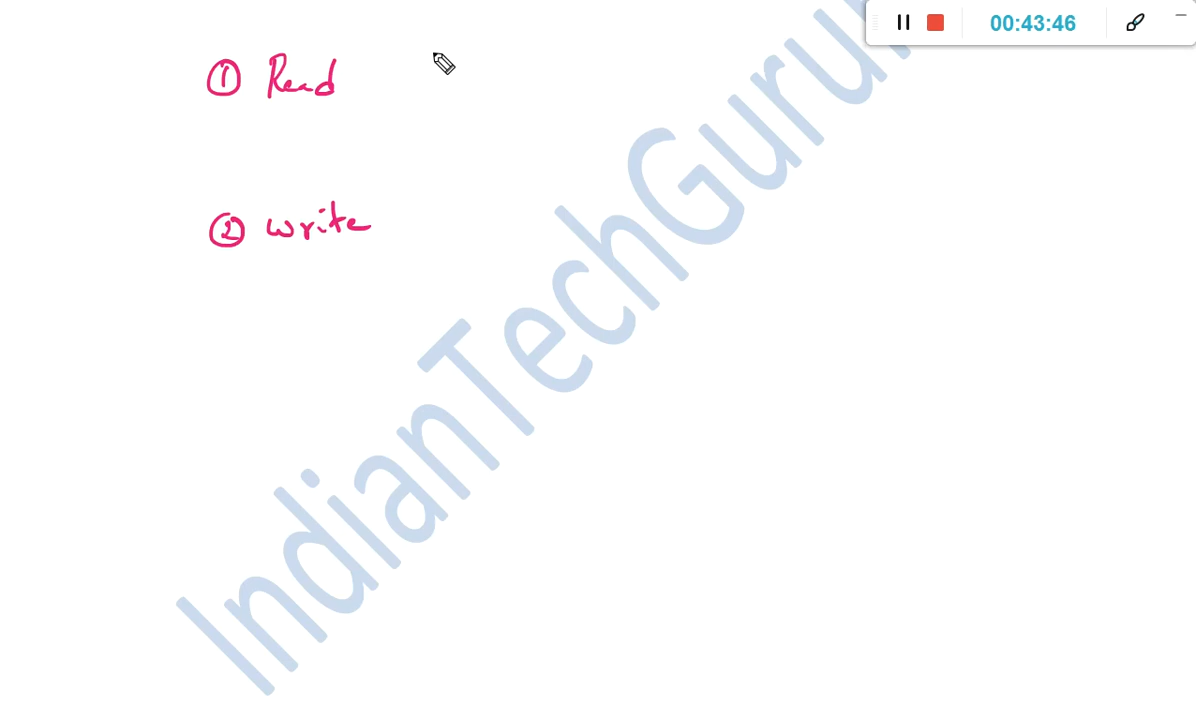 00:43:46
① Read
② write
IndianTechGuru